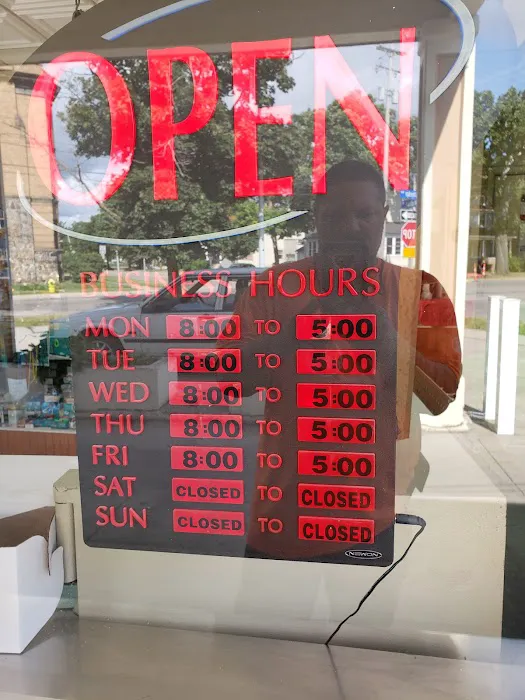 OPEN
BUSINESS HOURS
MON 8:00 TO 5:00
TUE 8:00 TO 5:00
WED 8:00 TO 5:00
THU 8:00 TO 5:00
FRI 8:00 TO 5:00
SAT CLOSED TO CLOSED
SUN CLOSED TO CLOSED
NEWON